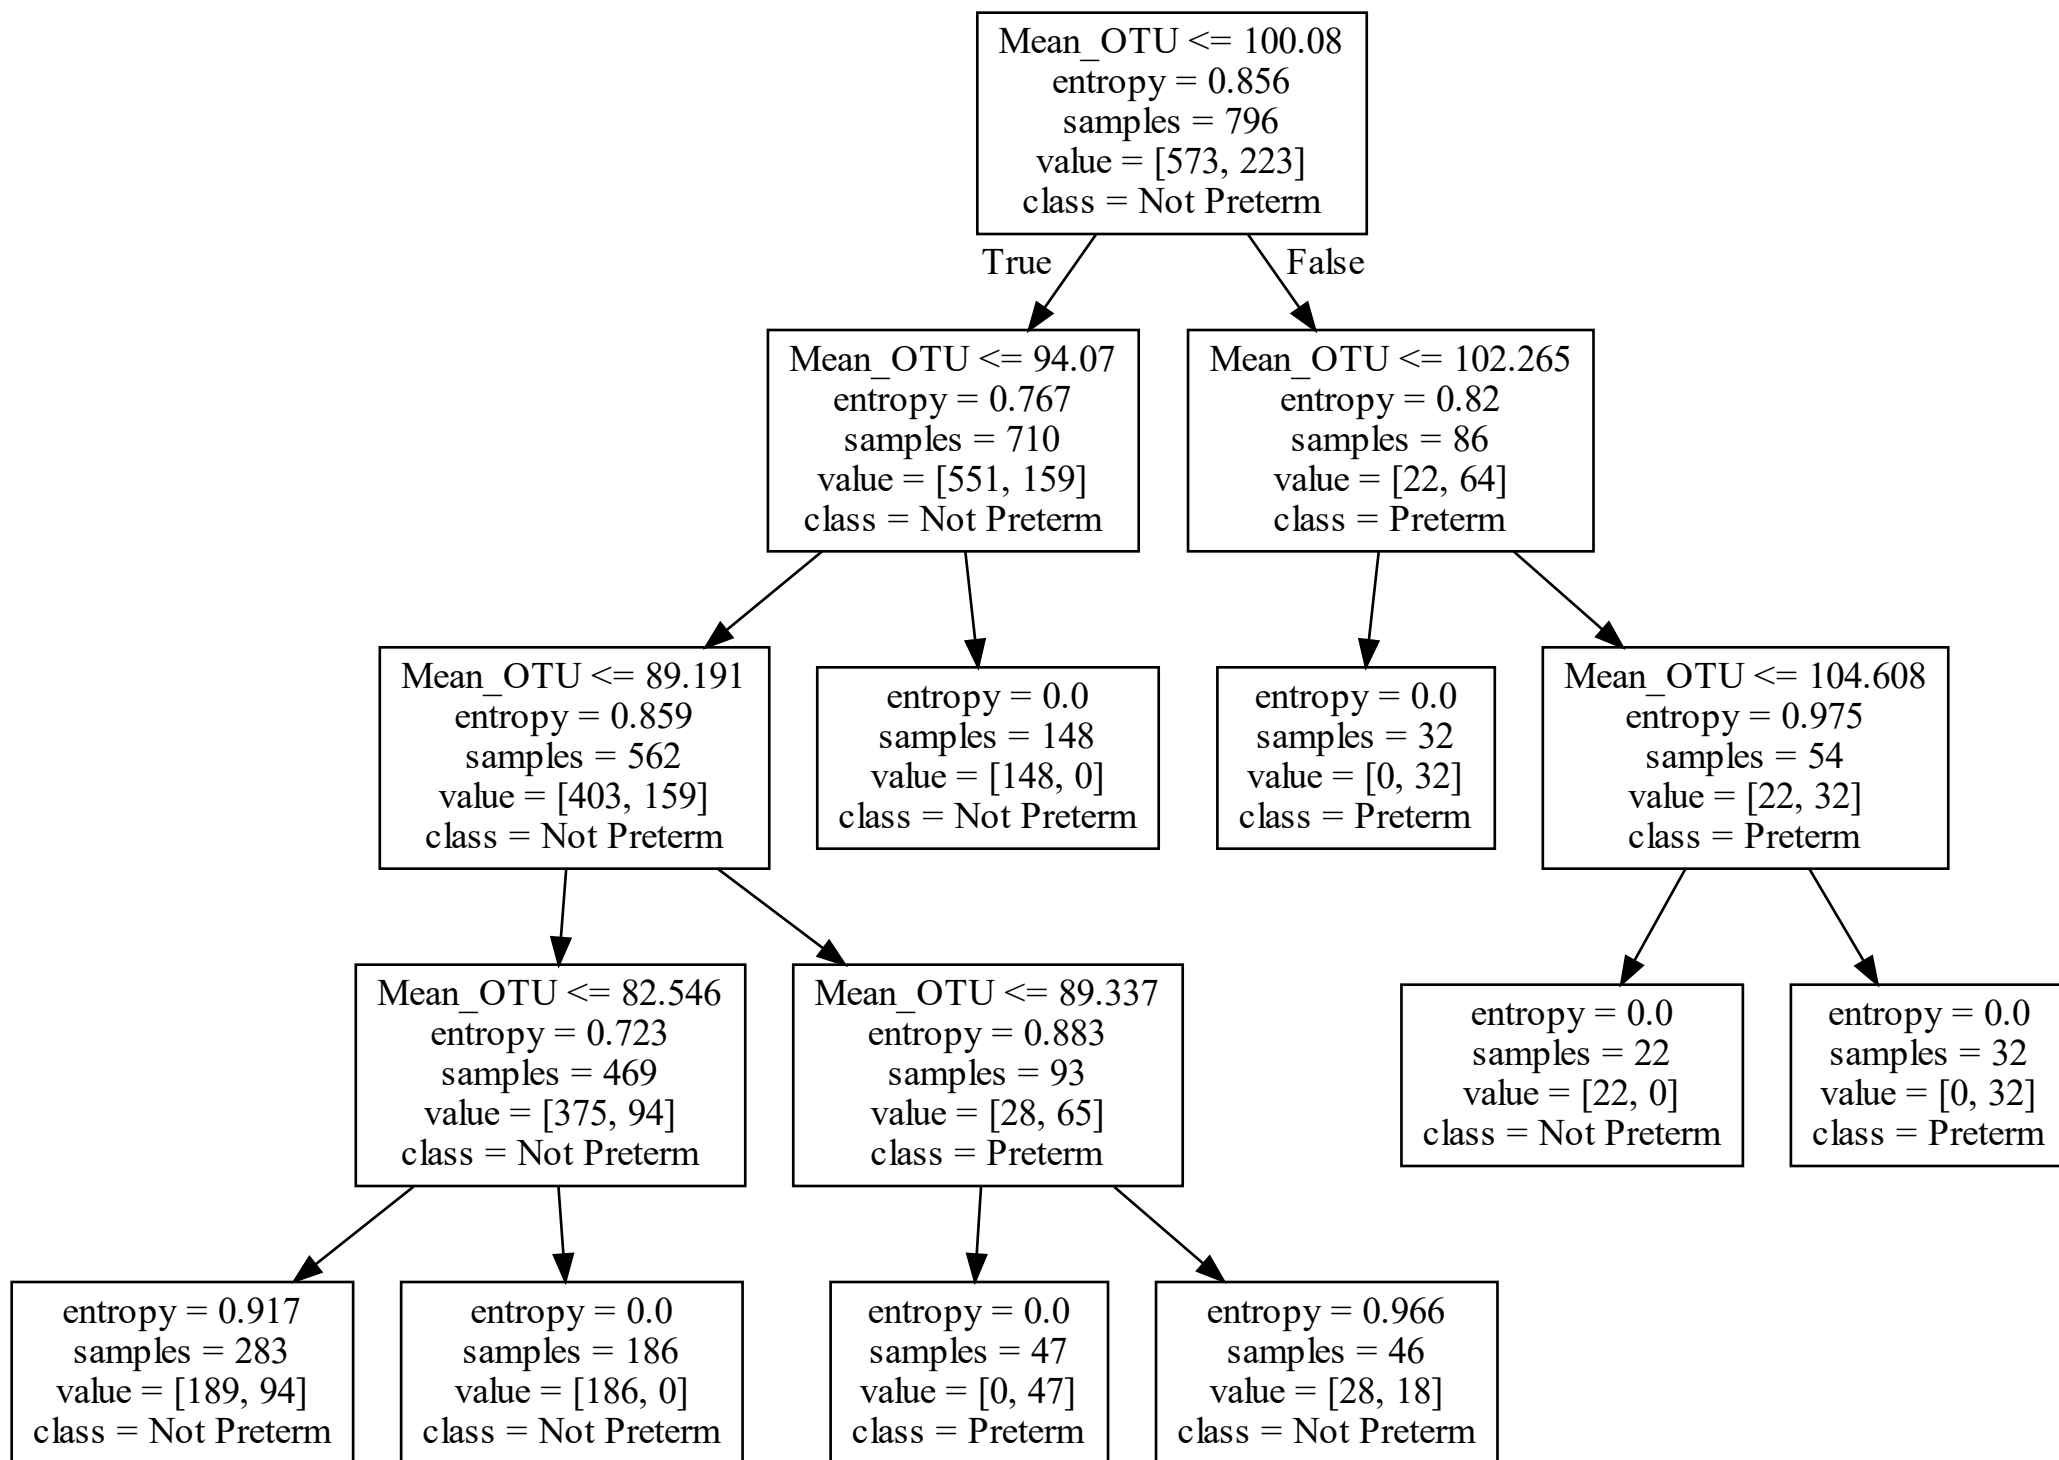 Mean_OTU <= 100.08
entropy = 0.856
samples = 796
value = [573, 223]
class = Not Preterm
True
False
Mean_OTU <= 94.07
entropy = 0.767
samples = 710
value = [551, 159]
class = Not Preterm
Mean_OTU <= 102.265
entropy = 0.82
samples = 86
value = [22, 64]
class = Preterm
Mean_OTU <= 89.191
entropy = 0.859
samples = 562
value = [403, 159]
class = Not Preterm
entropy = 0.0
samples = 148
value = [148, 0]
class = Not Preterm
entropy = 0.0
samples = 32
value = [0, 32]
class = Preterm
Mean_OTU <= 104.608
entropy = 0.975
samples = 54
value = [22, 32]
class = Preterm
Mean_OTU <= 82.546
entropy = 0.723
samples = 469
value = [375, 94]
class = Not Preterm
Mean_OTU <= 89.337
entropy = 0.883
samples = 93
value = [28, 65]
class = Preterm
entropy = 0.0
samples = 22
value = [22, 0]
class = Not Preterm
entropy = 0.0
samples = 32
value = [0, 32]
class = Preterm
entropy = 0.917
samples = 283
value = [189, 94]
class = Not Preterm
entropy = 0.0
samples = 186
value = [186, 0]
class = Not Preterm
entropy = 0.0
samples = 47
value = [0, 47]
class = Preterm
entropy = 0.966
samples = 46
value = [28, 18]
class = Not Preterm